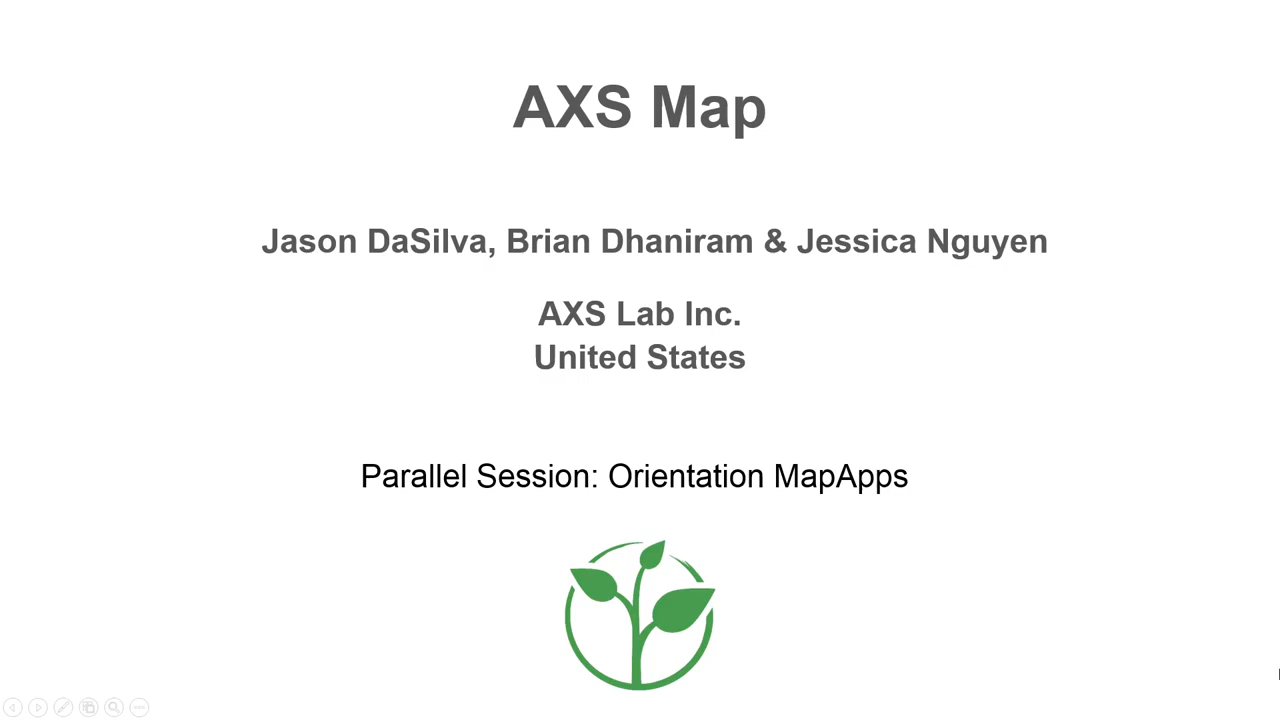 AXS Map
Jason DaSilva, Brian Dhaniram & Jessica Nguyen
AXS Lab Inc.
United States
Parallel Session: Orientation MapApps